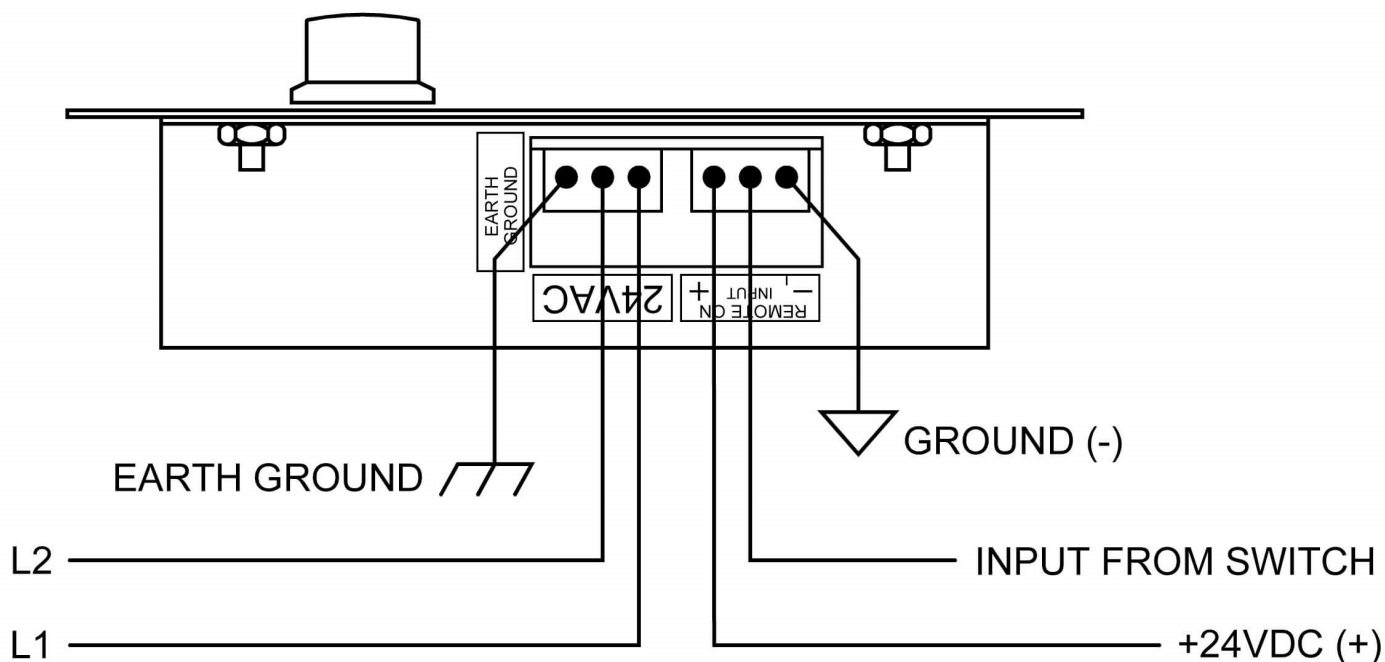 EARTH
GROUND
24VAC
+ INPUT -
REMOTE ON
GROUND (-)
EARTH GROUND
L2
INPUT FROM SWITCH
L1
+24VDC (+)